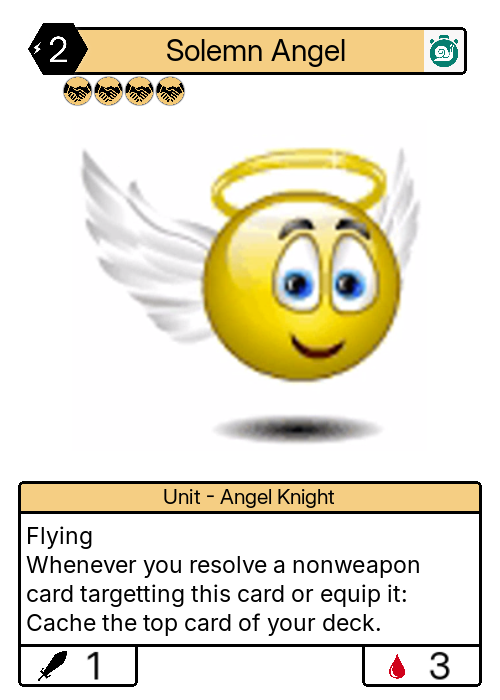 2
Solemn Angel
Unit - Angel Knight
Flying
Whenever you resolve a nonweapon
card targetting this card or equip it:
Cache the top card of your deck.
1
3